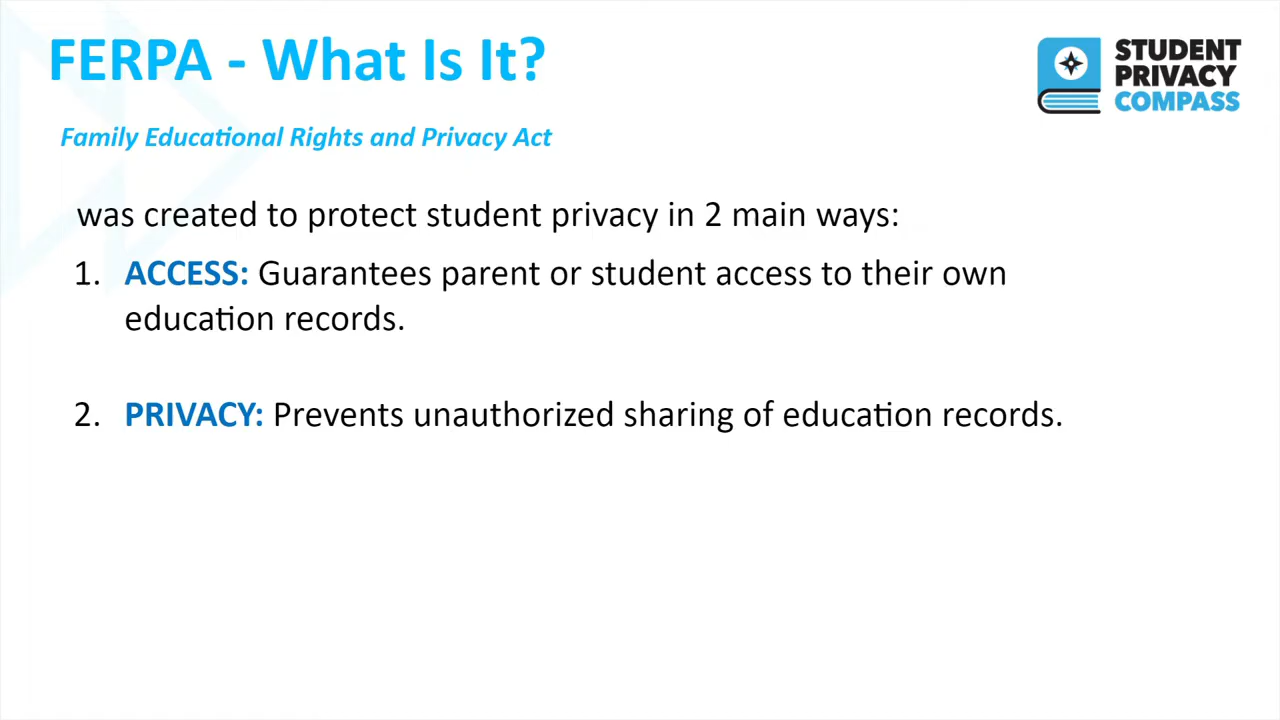 FERPA - What Is It?
STUDENT
PRIVACY
COMPASS
Family Educational Rights and Privacy Act
was created to protect student privacy in 2 main ways:
1. ACCESS: Guarantees parent or student access to their own
education records.
2. PRIVACY: Prevents unauthorized sharing of education records.